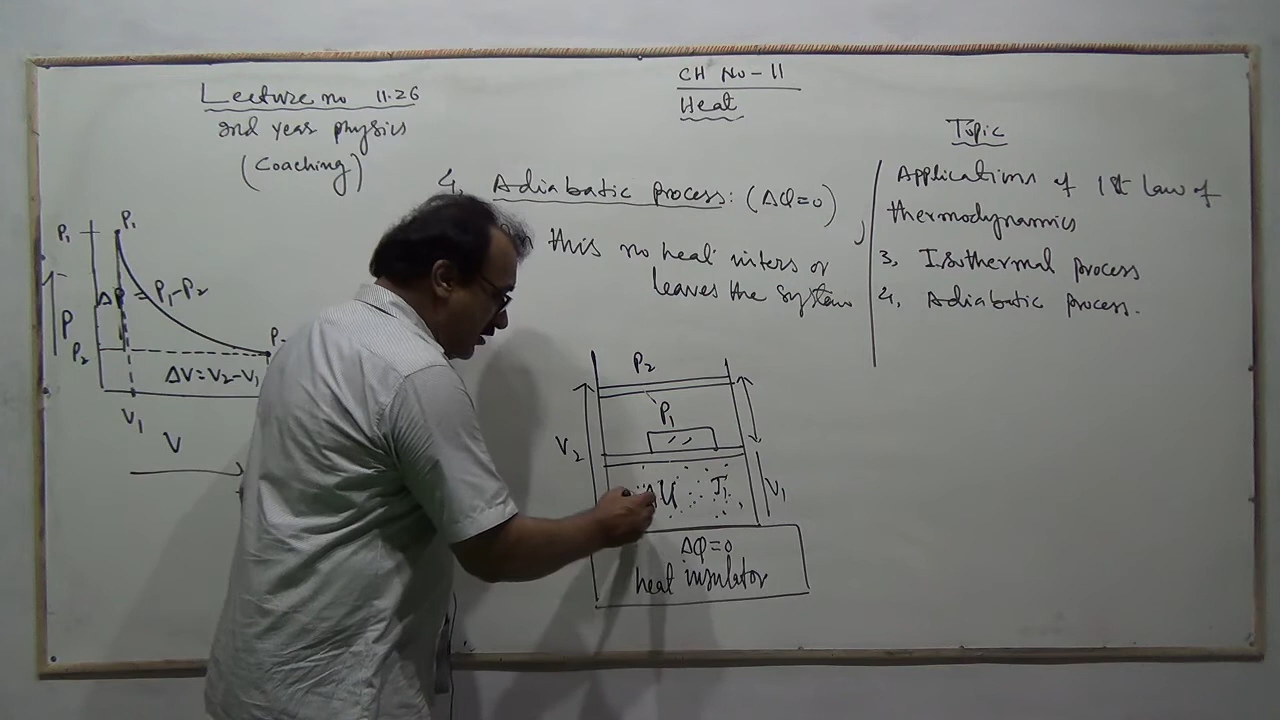 Lecture no 11.26
2nd year physics
(Coaching)
CH No - 11
Heat
Topic
Applications of 1st Law of
thermodynamics
3, Isothermal process
4, Adiabatic process.
4. Adiabatic process: (ΔQ=0)
this no heat inters or
leaves the system
P1
P1
ΔP = P1-P2
P
P2
ΔV=V2-V1
V1
V
P2
P1
V2
ΔU
T1
V1
ΔQ=0
heat insulator